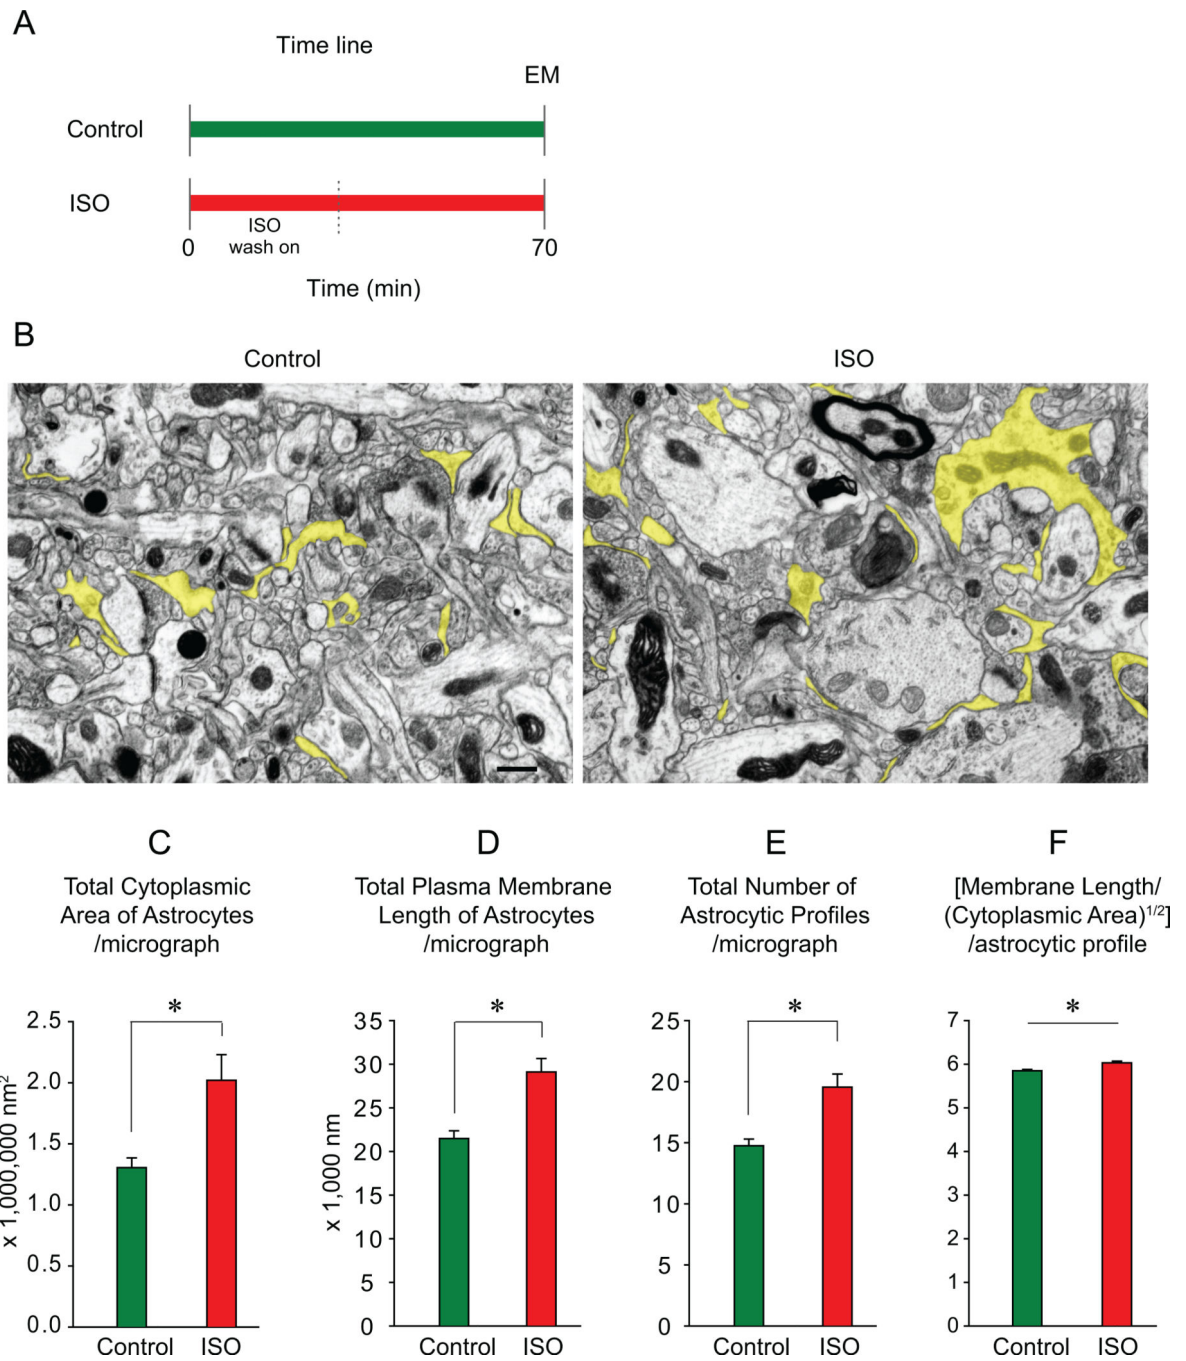 A
Time line
EM
Control
ISO
ISO
wash on
0
70
Time (min)
B
Control
ISO
C
Total Cytoplasmic
Area of Astrocytes
/micrograph
*
x 1,000,000 nm²
2.5
2.0
1.5
1.0
0.5
0.0
Control
ISO
D
Total Plasma Membrane
Length of Astrocytes
/micrograph
*
x 1,000 nm
35
30
25
20
15
10
5
0
Control
ISO
E
Total Number of
Astrocytic Profiles
/micrograph
*
25
20
15
10
5
0
Control
ISO
F
[Membrane Length/
(Cytoplasmic Area)¹ᐟ²]
/astrocytic profile
*
7
6
5
4
3
2
1
0
Control
ISO